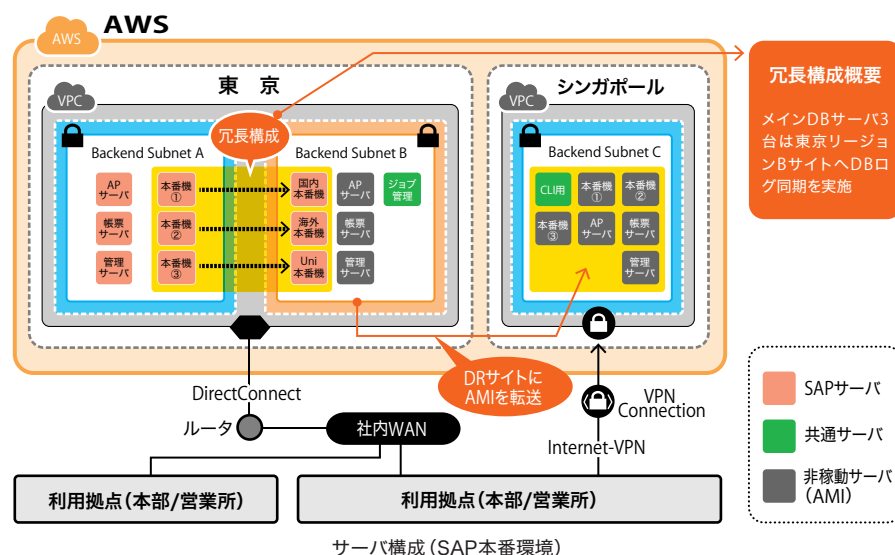 AWS
AWS
東 京
シンガポール
VPC
VPC
冗長構成
冗長構成概要
メインDBサーバ3
台は東京リージョ
ンBサイトへDBロ
グ同期を実施
Backend Subnet A
Backend Subnet B
Backend Subnet C
AP
サーバ
本番機
①
国内
本番機
AP
サーバ
ジョブ
管理
帳票
サーバ
本番機
②
海外
本番機
帳票
サーバ
管理
サーバ
本番機
③
Uni
本番機
管理
サーバ
CLI用
本番機
①
本番機
②
本番機
③
AP
サーバ
帳票
サーバ
管理
サーバ
DRサイトに
AMIを転送
DirectConnect
ルータ
社内WAN
VPN
Connection
Internet-VPN
利用拠点(本部/営業所)
利用拠点(本部/営業所)
SAPサーバ
共通サーバ
非稼動サーバ
(AMI)
サーバ構成(SAP本番環境)